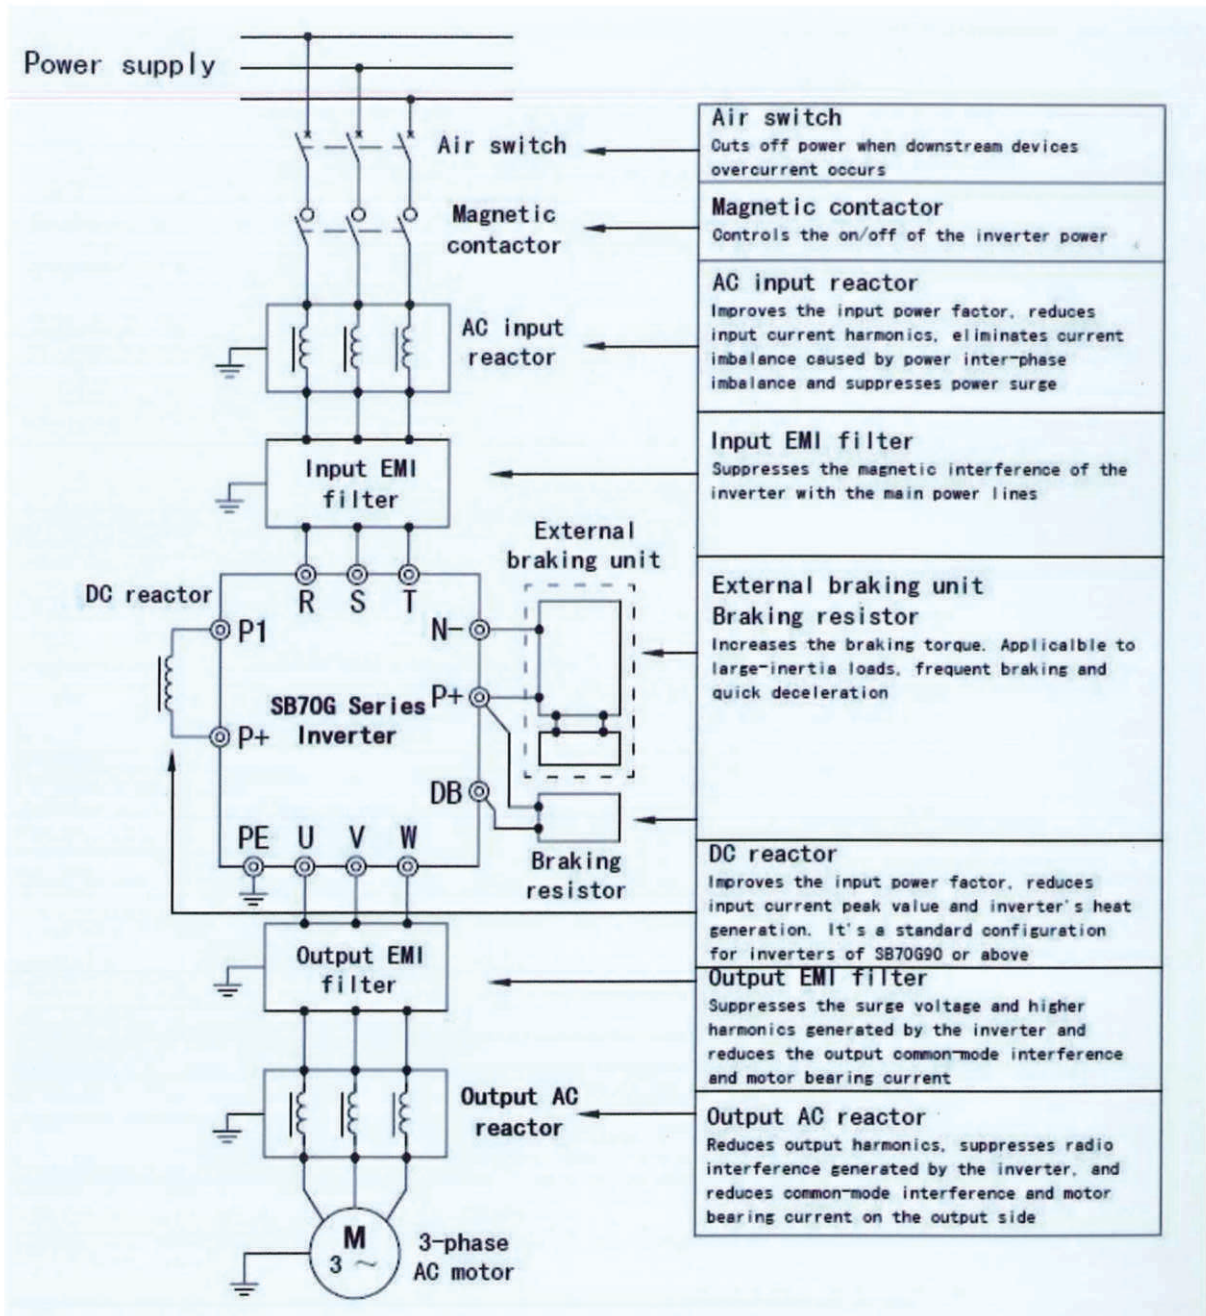 Power supply
Air switch
Magnetic
contactor
AC input
reactor
Input EMI
filter
External
braking unit
DC reactor
R S T
P1
N-
P+
SB70G Series
Inverter
P+
DB
PE U V W
Braking
resistor
Output EMI
filter
Output AC
reactor
M
3 ~
3-phase
AC motor
Air switch
Cuts off power when downstream devices
overcurrent occurs
Magnetic contactor
Controls the on/off of the inverter power
AC input reactor
Improves the input power factor, reduces
input current harmonics, eliminates current
imbalance caused by power inter-phase
imbalance and suppresses power surge
Input EMI filter
Suppresses the magnetic interference of the
inverter with the main power lines
External braking unit
Braking resistor
Increases the braking torque. Applicalble to
large-inertia loads, frequent braking and
quick deceleration
DC reactor
Improves the input power factor, reduces
input current peak value and inverter's heat
generation. It's a standard configuration
for inverters of SB70G90 or above
Output EMI filter
Suppresses the surge voltage and higher
harmonics generated by the inverter and
reduces the output common-mode interference
and motor bearing current
Output AC reactor
Reduces output harmonics, suppresses radio
interference generated by the inverter, and
reduces common-mode interference and motor
bearing current on the output side